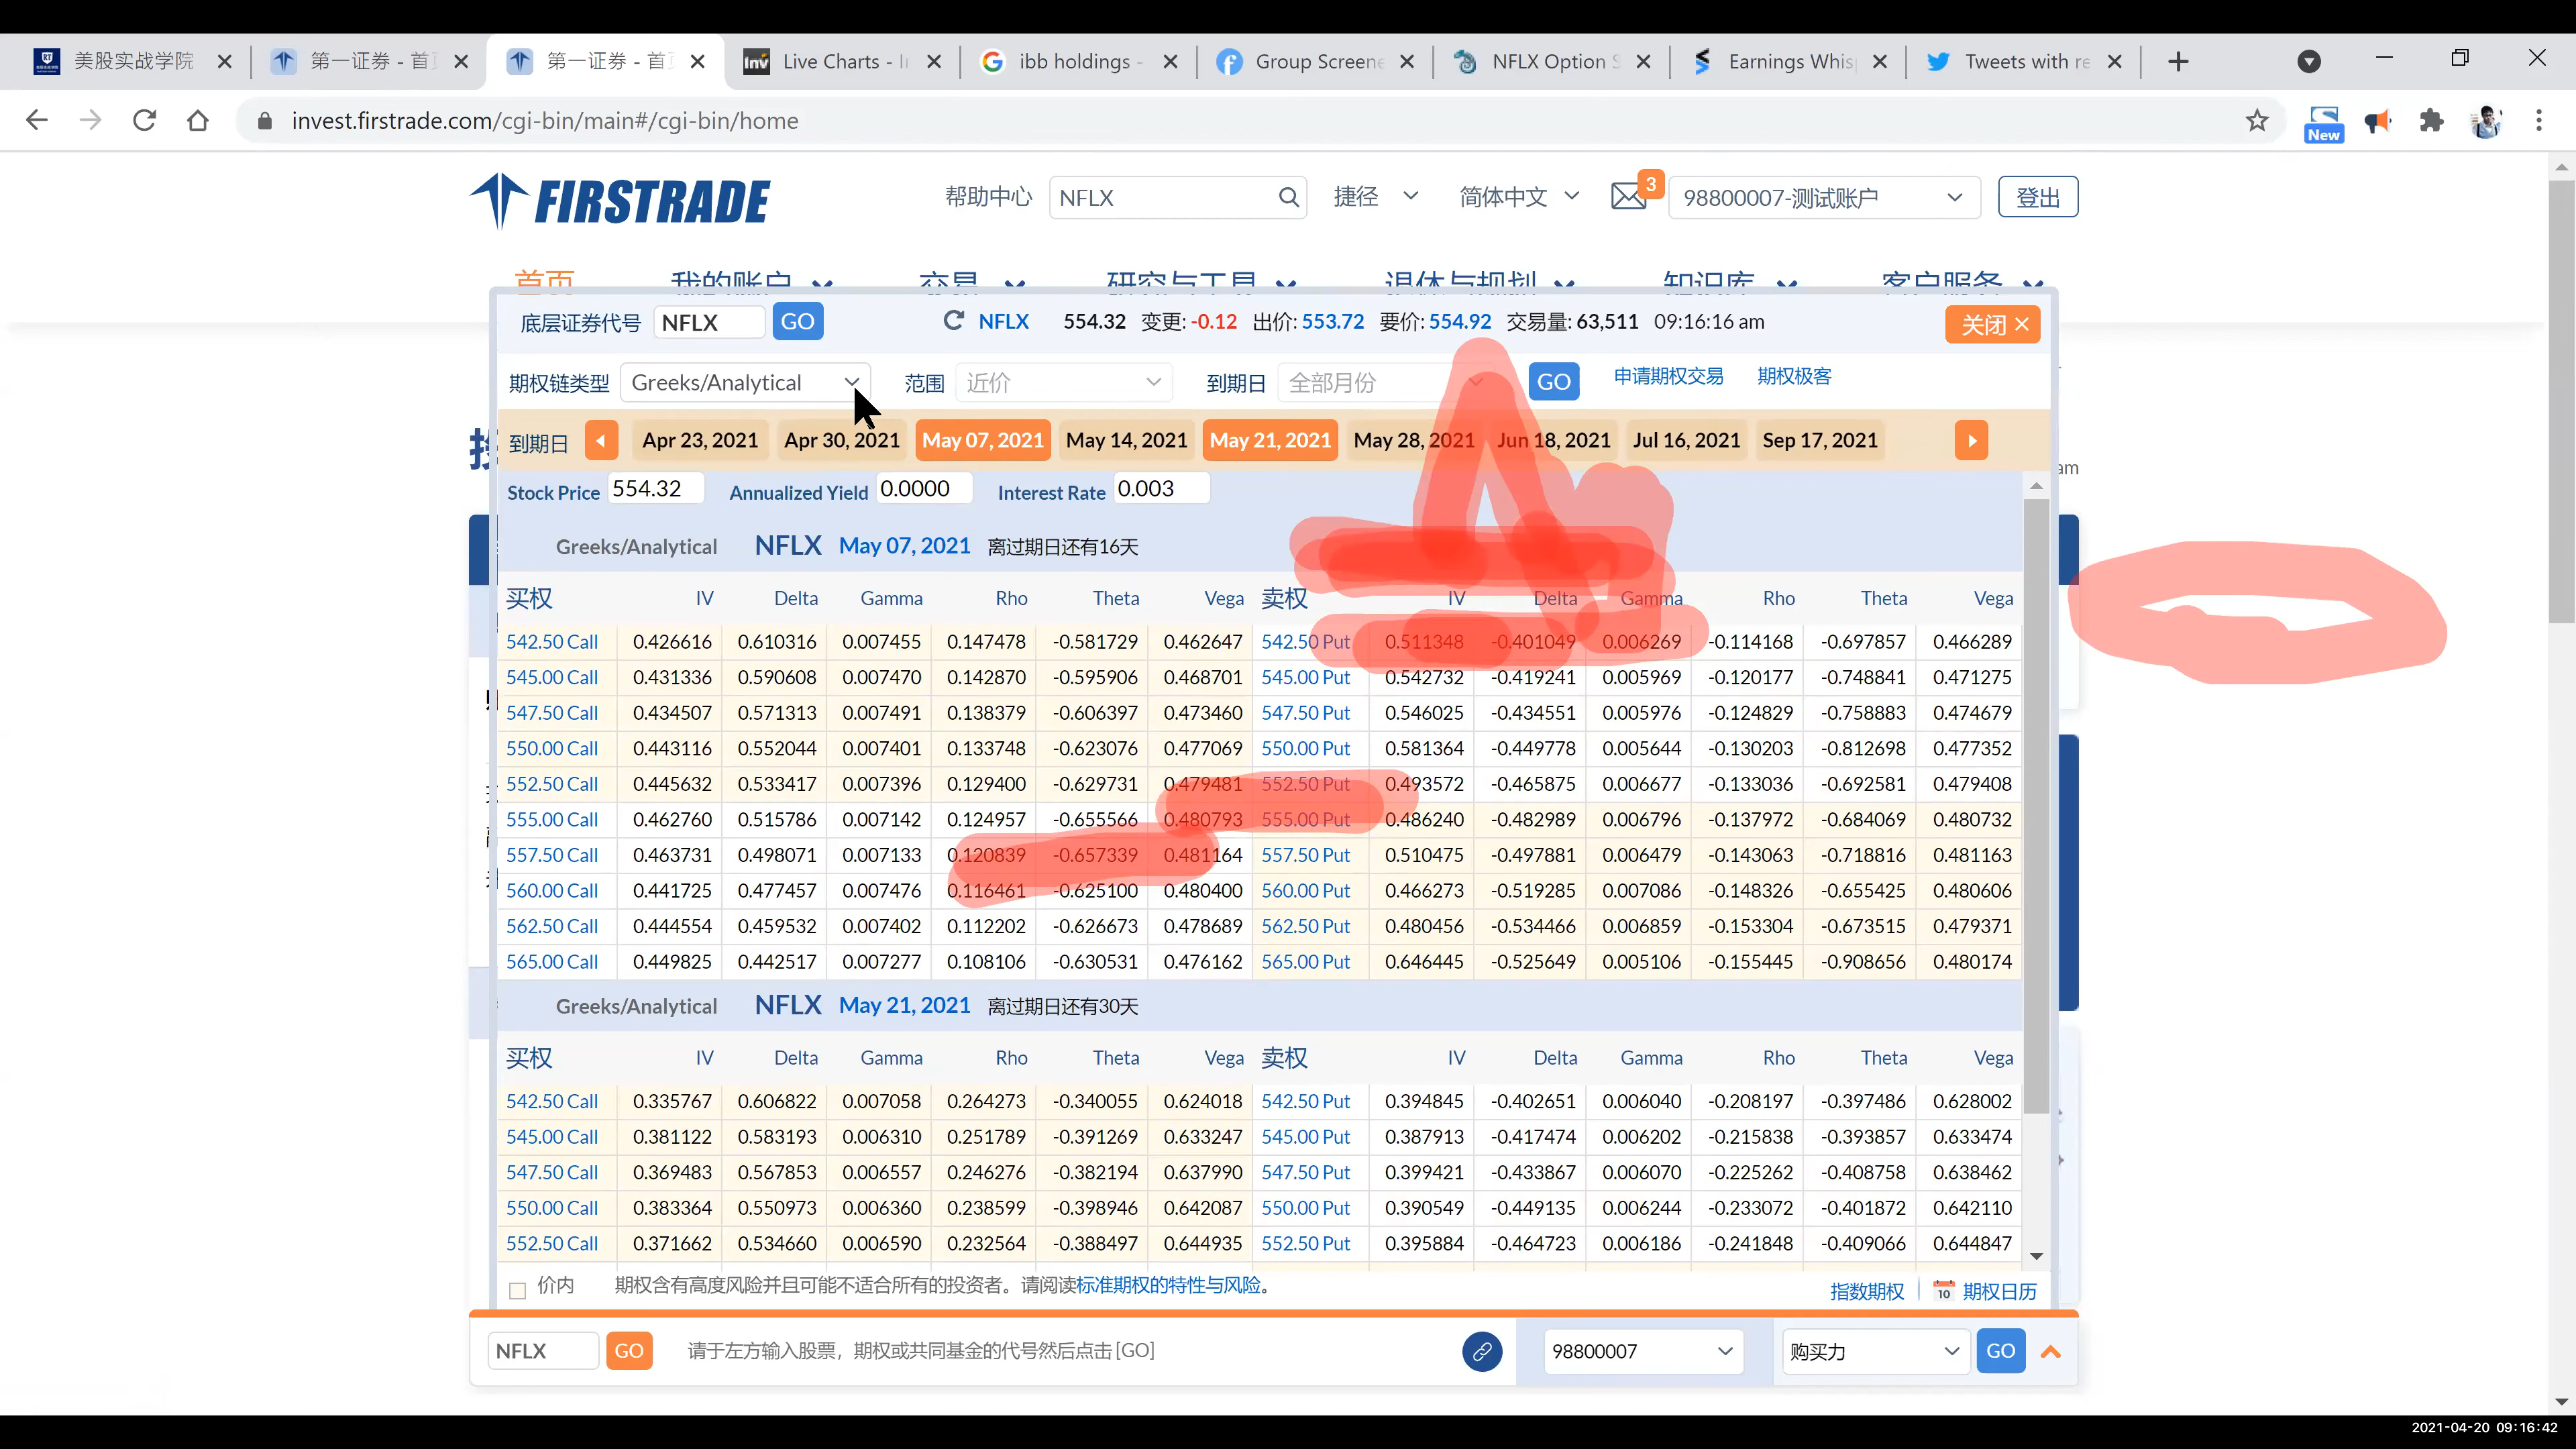 美股实战学院
第一证券 - 首
第一证券 - 首
Live Charts - I
ibb holdings -
Group Screene
NFLX Option S
Earnings Whis
Tweets with re
invest.firstrade.com/cgi-bin/main#/cgi-bin/home
New
FIRSTRADE
帮助中心 NFLX 捷径 简体中文 3 98800007-测试账户 登出
首页 我的账户 交易 研究与工具 退休与规划 知识库 客户服务
底层证券代号 NFLX GO NFLX 554.32 变更: -0.12 出价: 553.72 要价: 554.92 交易量: 63,511 09:16:16 am 关闭 ×
期权链类型 Greeks/Analytical 范围 近价 到期日 全部月份 GO 申请期权交易 期权极客
到期日 Apr 23, 2021 Apr 30, 2021 May 07, 2021 May 14, 2021 May 21, 2021 May 28, 2021 Jun 18, 2021 Jul 16, 2021 Sep 17, 2021
am
Stock Price 554.32 Annualized Yield 0.0000 Interest Rate 0.003
Greeks/Analytical NFLX May 07, 2021 离过期日还有16天
买权 IV Delta Gamma Rho Theta Vega 卖权 IV Delta Gamma Rho Theta Vega
542.50 Call 0.426616 0.610316 0.007455 0.147478 -0.581729 0.462647 542.50 Put 0.511348 -0.401049 0.006269 -0.114168 -0.697857 0.466289
545.00 Call 0.431336 0.590608 0.007470 0.142870 -0.595906 0.468701 545.00 Put 0.542732 -0.419241 0.005969 -0.120177 -0.748841 0.471275
547.50 Call 0.434507 0.571313 0.007491 0.138379 -0.606397 0.473460 547.50 Put 0.546025 -0.434551 0.005976 -0.124829 -0.758883 0.474679
550.00 Call 0.443116 0.552044 0.007401 0.133748 -0.623076 0.477069 550.00 Put 0.581364 -0.449778 0.005644 -0.130203 -0.812698 0.477352
552.50 Call 0.445632 0.533417 0.007396 0.129400 -0.629731 0.479481 552.50 Put 0.493572 -0.465875 0.006677 -0.133036 -0.692581 0.479408
555.00 Call 0.462760 0.515786 0.007142 0.124957 -0.655566 0.480793 555.00 Put 0.486240 -0.482989 0.006796 -0.137972 -0.684069 0.480732
557.50 Call 0.463731 0.498071 0.007133 0.120839 -0.657339 0.481164 557.50 Put 0.510475 -0.497881 0.006479 -0.143063 -0.718816 0.481163
560.00 Call 0.441725 0.477457 0.007476 0.116461 -0.625100 0.480400 560.00 Put 0.466273 -0.519285 0.007086 -0.148326 -0.655425 0.480606
562.50 Call 0.444554 0.459532 0.007402 0.112202 -0.626673 0.478689 562.50 Put 0.480456 -0.534466 0.006859 -0.153304 -0.673515 0.479371
565.00 Call 0.449825 0.442517 0.007277 0.108106 -0.630531 0.476162 565.00 Put 0.646445 -0.525649 0.005106 -0.155445 -0.908656 0.480174
Greeks/Analytical NFLX May 21, 2021 离过期日还有30天
买权 IV Delta Gamma Rho Theta Vega 卖权 IV Delta Gamma Rho Theta Vega
542.50 Call 0.335767 0.606822 0.007058 0.264273 -0.340055 0.624018 542.50 Put 0.394845 -0.402651 0.006040 -0.208197 -0.397486 0.628002
545.00 Call 0.381122 0.583193 0.006310 0.251789 -0.391269 0.633247 545.00 Put 0.387913 -0.417474 0.006202 -0.215838 -0.393857 0.633474
547.50 Call 0.369483 0.567853 0.006557 0.246276 -0.382194 0.637990 547.50 Put 0.399421 -0.433867 0.006070 -0.225262 -0.408758 0.638462
550.00 Call 0.383364 0.550973 0.006360 0.238599 -0.398946 0.642087 550.00 Put 0.390549 -0.449135 0.006244 -0.233072 -0.401872 0.642110
552.50 Call 0.371662 0.534660 0.006590 0.232564 -0.388497 0.644935 552.50 Put 0.395884 -0.464723 0.006186 -0.241848 -0.409066 0.644847
价内 期权含有高度风险并且可能不适合所有的投资者。请阅读标准期权的特性与风险。 指数期权 10 期权日历
NFLX GO 请于左方输入股票，期权或共同基金的代号然后点击[GO] 98800007 购买力 GO
2021-04-20 09:16:42